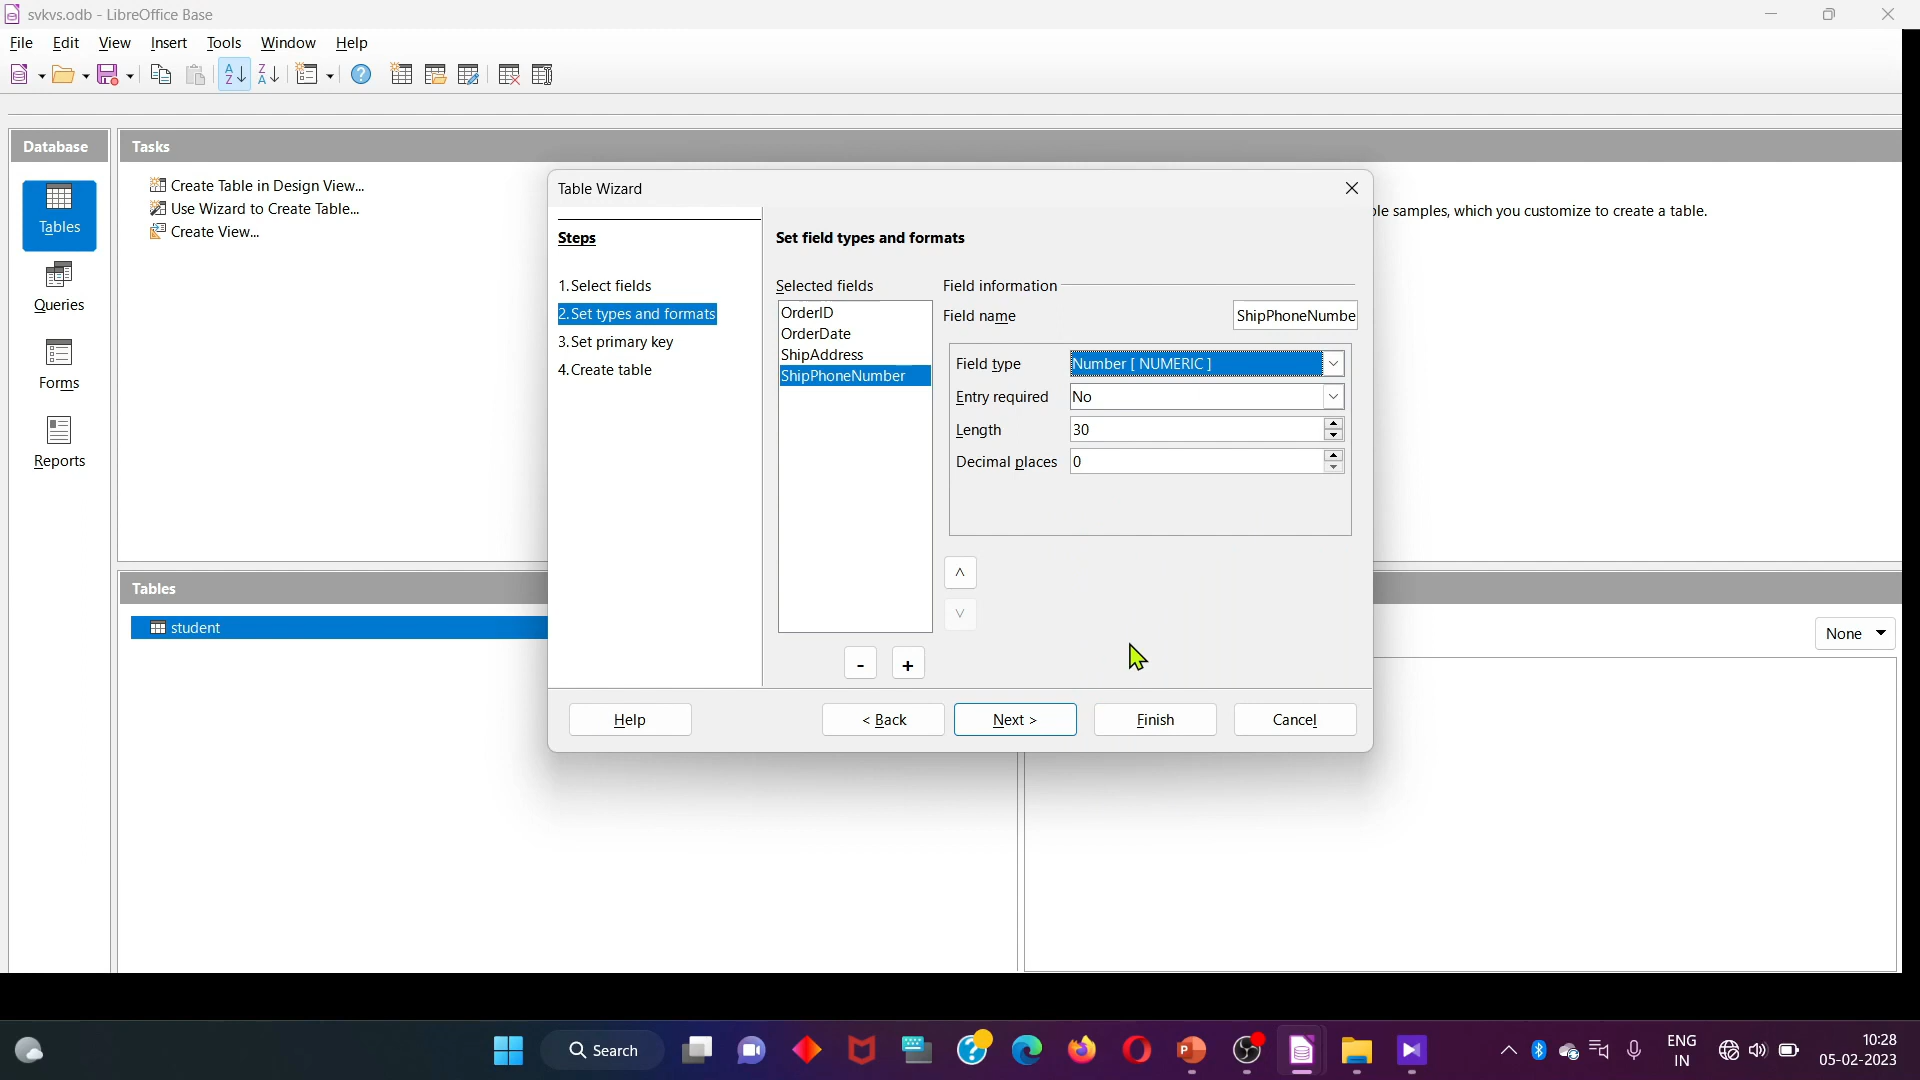 svkvs.odb - LibreOffice Base
File Edit View Insert Tools Window Help
Database
Tables
Queries
Forms
Reports
Tasks
Create Table in Design View...
Use Wizard to Create Table...
Create View...
ple samples, which you customize to create a table.
Table Wizard
Steps
1. Select fields
2. Set types and formats
3. Set primary key
4. Create table
Set field types and formats
Selected fields
OrderID
OrderDate
ShipAddress
ShipPhoneNumber
Field information
Field name ShipPhoneNumbe
Field type Number [ NUMERIC ]
Entry required No
Length 30
Decimal places 0
- +
Help < Back Next > Finish Cancel
Tables
student
None
Search
ENG
IN
10:28
05-02-2023